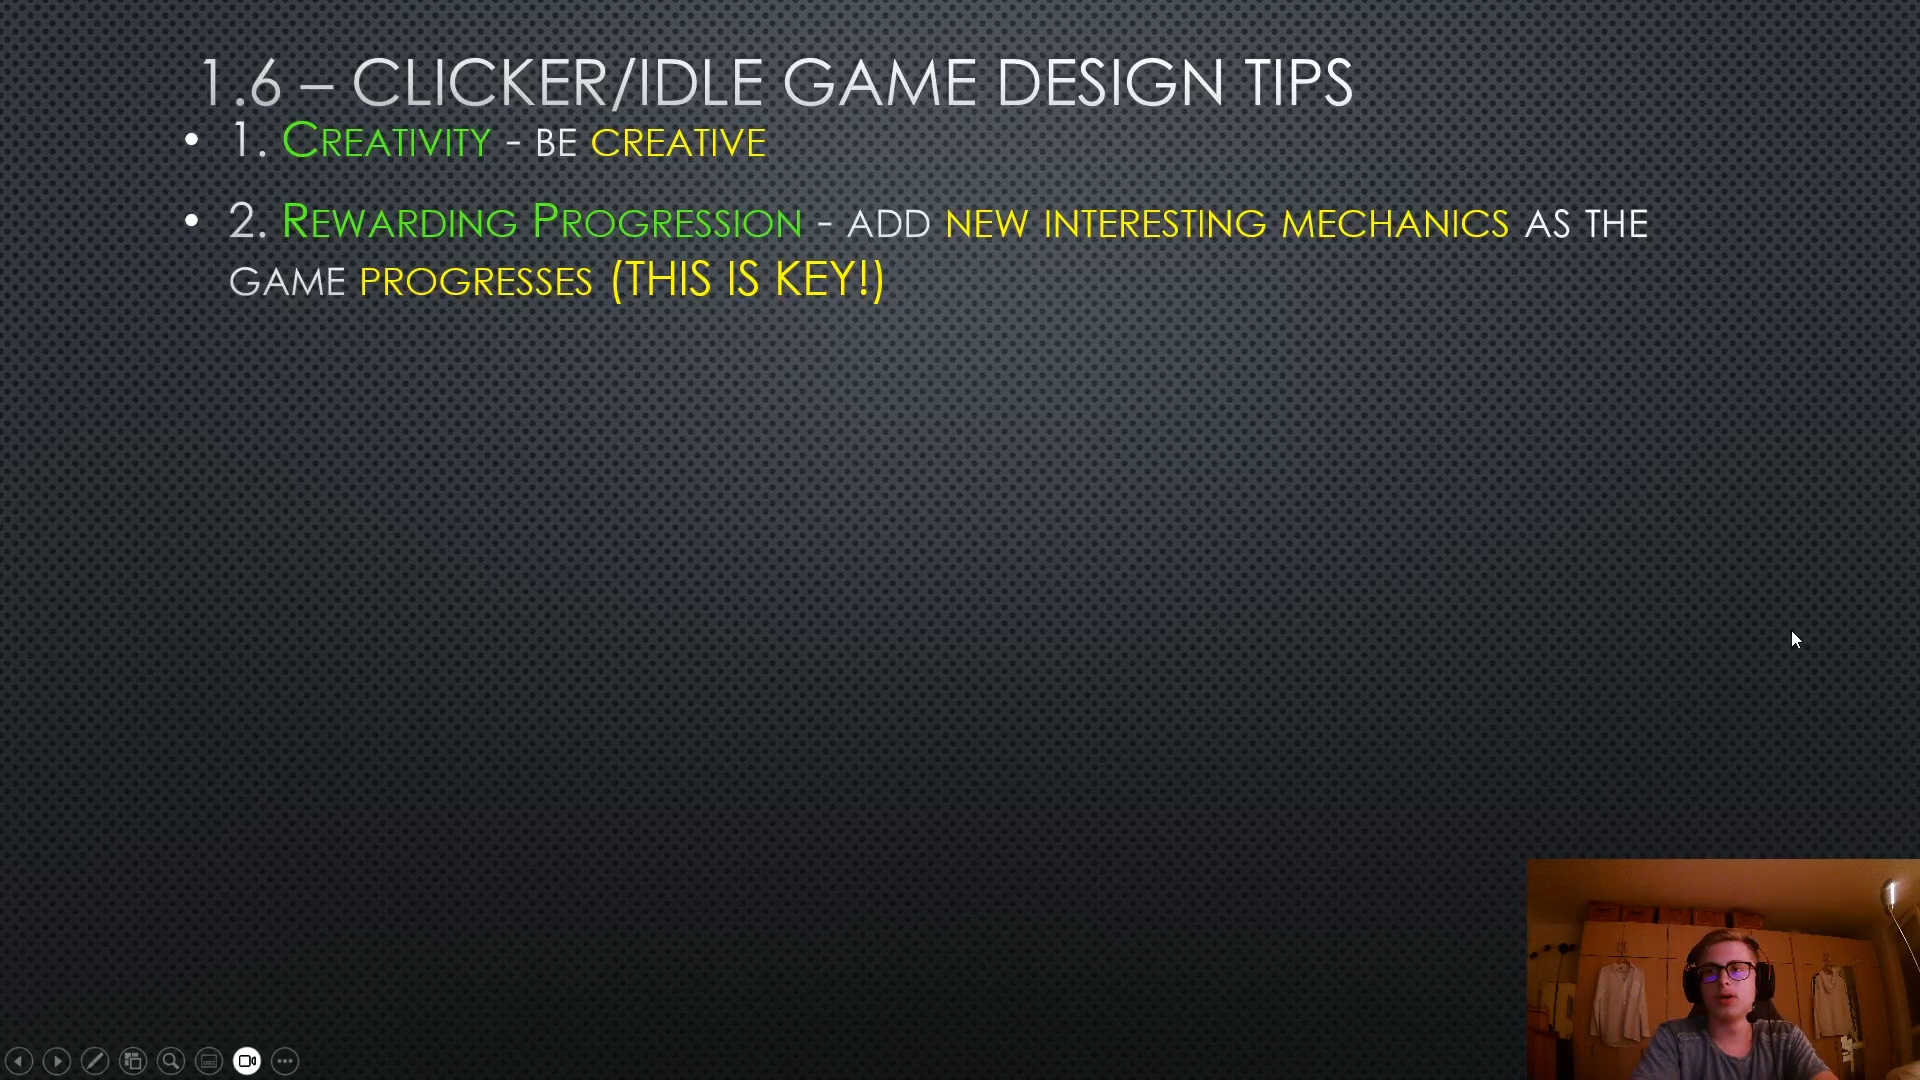 1.6 – CLICKER/IDLE GAME DESIGN TIPS
• 1. CREATIVITY - BE CREATIVE
• 2. REWARDING PROGRESSION - ADD NEW INTERESTING MECHANICS AS THE
GAME PROGRESSES (THIS IS KEY!)